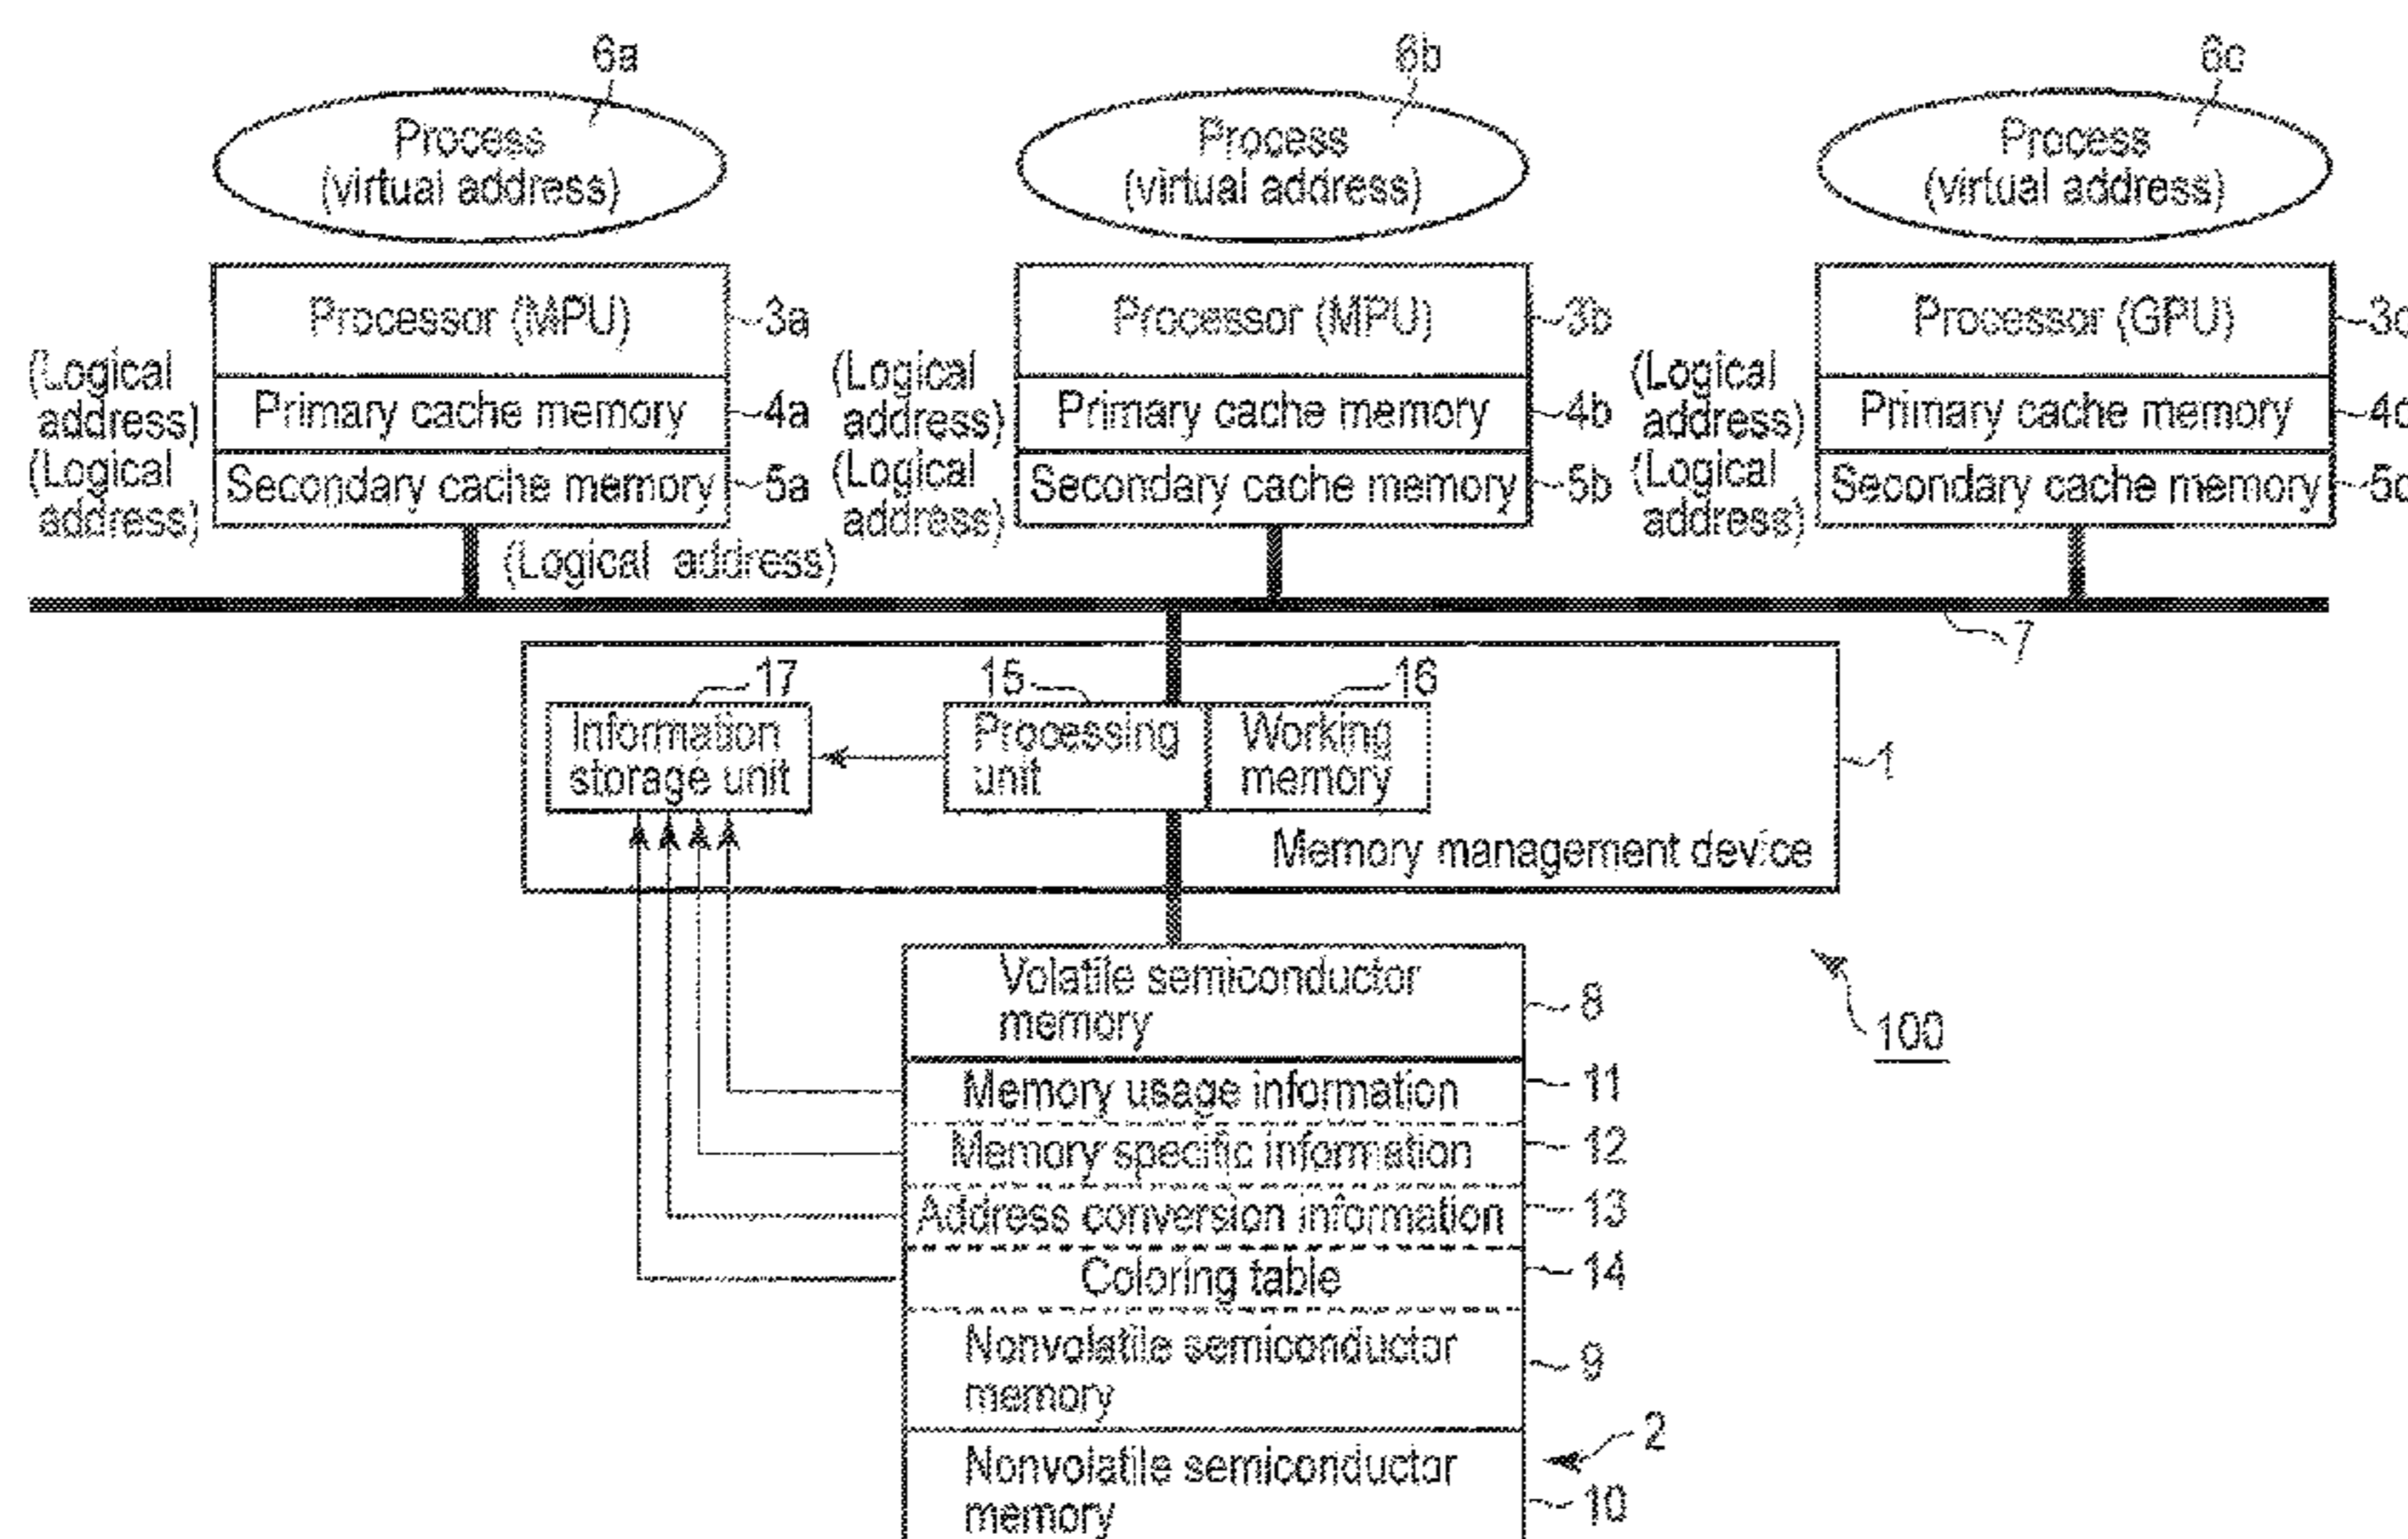 6a
6b
6c
Process
(virtual address)
Process
(virtual address)
Process
(virtual address)
Processor (MPU)
3a
Processor (MPU)
3b
Processor (GPU)
3c
(Logical
address)
Primary cache memory
4a
(Logical
address)
Primary cache memory
4b
(Logical
address)
Primary cache memory
4c
(Logical
address)
Secondary cache memory
5a
(Logical
address)
Secondary cache memory
5b
(Logical
address)
Secondary cache memory
5c
(Logical address)
7
17
15
16
Information
storage unit
Processing
unit
Working
memory
1
Memory management device
Volatile semiconductor
memory
8
100
Memory usage information
11
Memory specific information
12
Address conversion information
13
Coloring table
14
Nonvolatile semiconductor
memory
9
2
Nonvolatile semiconductor
memory
10